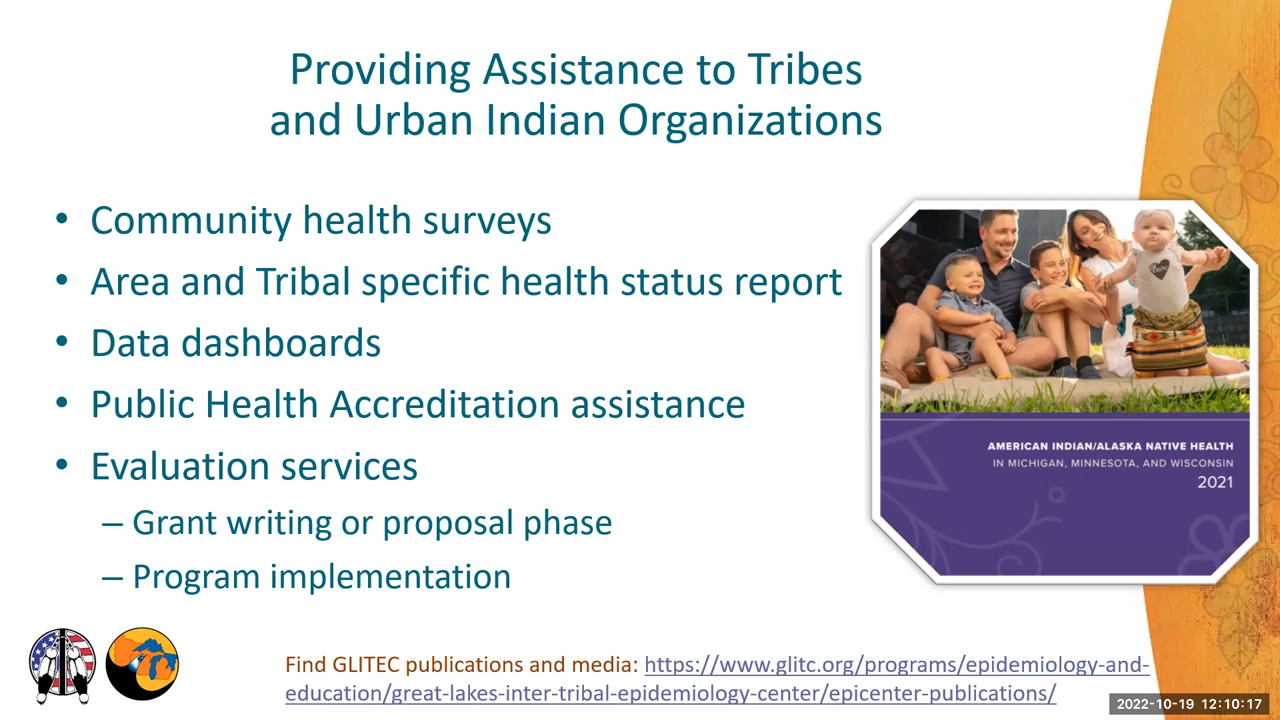 Providing Assistance to Tribes
and Urban Indian Organizations
• Community health surveys
• Area and Tribal specific health status report
• Data dashboards
• Public Health Accreditation assistance
• Evaluation services
– Grant writing or proposal phase
– Program implementation
Love
AMERICAN INDIAN/ALASKA NATIVE HEALTH
IN MICHIGAN, MINNESOTA, AND WISCONSIN
2021
Find GLITEC publications and media: https://www.glitc.org/programs/epidemiology-and-
education/great-lakes-inter-tribal-epidemiology-center/epicenter-publications/
2022-10-19 12:10:17